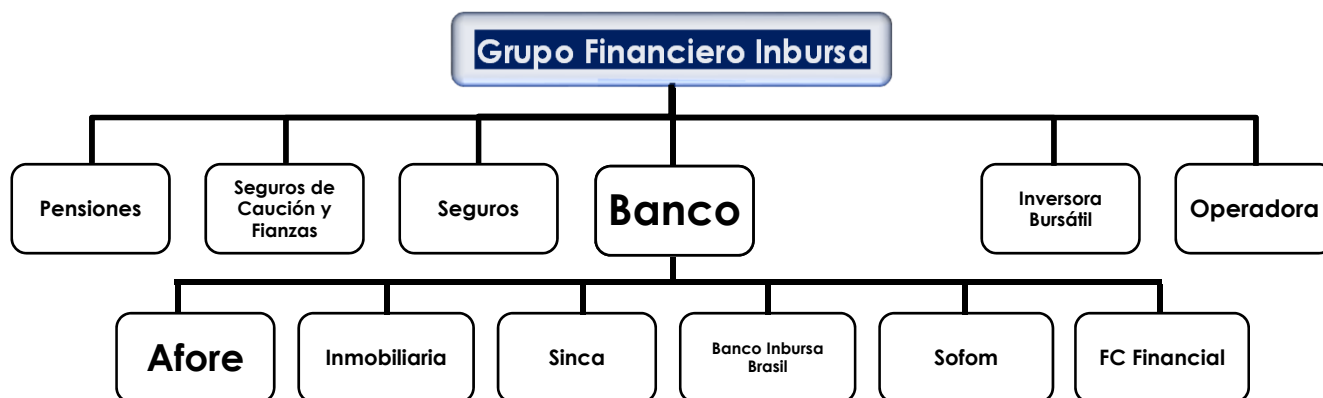 Grupo Financiero Inbursa
Pensiones
Seguros de
Caución y
Fianzas
Seguros
Banco
Inversora
Bursátil
Operadora
Afore
Inmobiliaria
Sinca
Banco Inbursa
Brasil
Sofom
FC Financial